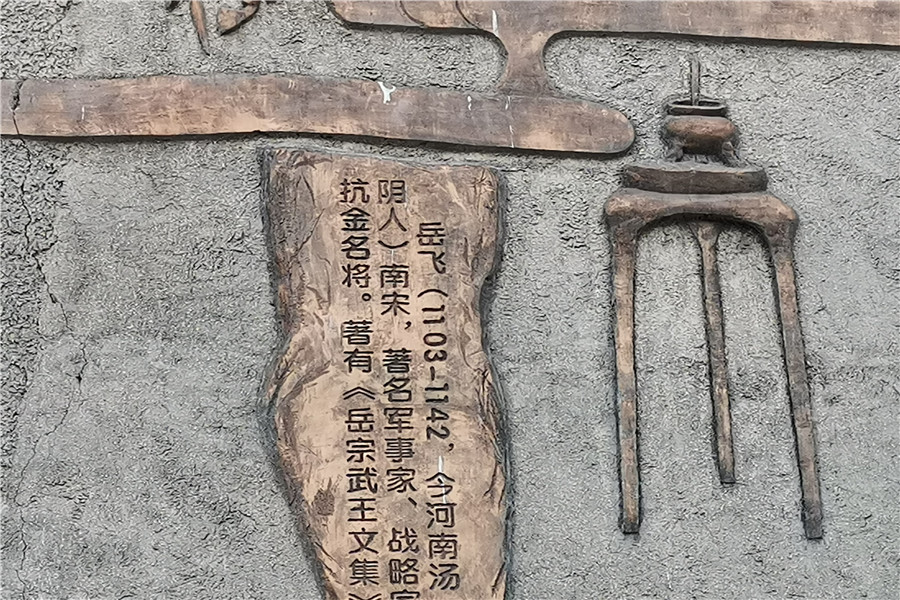 岳飞（1103-1142，今河南汤
阴人）南宋，著名军事家、战略
抗金名将。著有《岳宗武王文集》